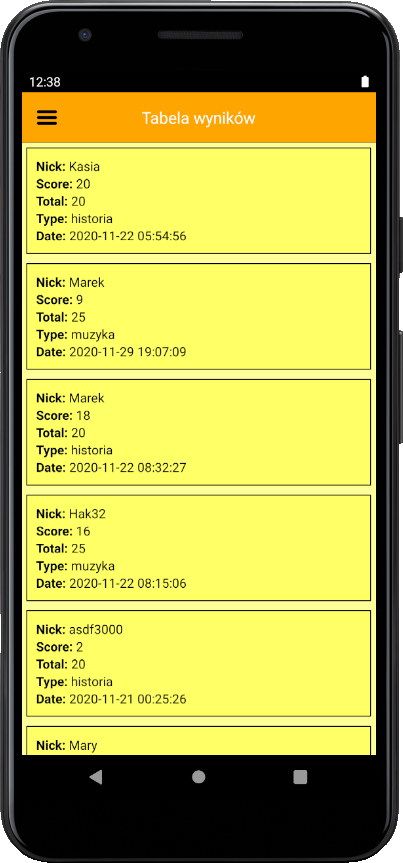 12:38
Tabela wyników
Nick: Kasia
Score: 20
Total: 20
Type: historia
Date: 2020-11-22 05:54:56
Nick: Marek
Score: 9
Total: 25
Type: muzyka
Date: 2020-11-29 19:07:09
Nick: Marek
Score: 18
Total: 20
Type: historia
Date: 2020-11-22 08:32:27
Nick: Hak32
Score: 16
Total: 25
Type: muzyka
Date: 2020-11-22 08:15:06
Nick: asdf3000
Score: 2
Total: 20
Type: historia
Date: 2020-11-21 00:25:26
Nick: Mary